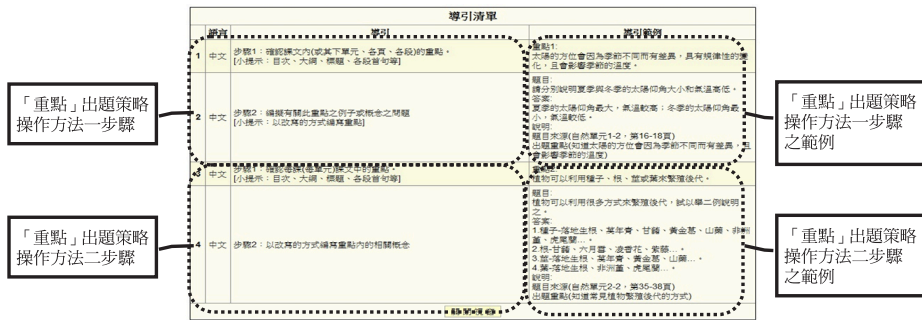 導引清單
語言 導引 導引範例
1 中文 步驟1：確認課文內(或其下單元、各頁、各段)的重點。
[小提示：目次、大綱、標題、各段首句等]
重點1:
太陽的方位會因為季節不同而有差異，具有規律性的變
化，且會影響季節的溫度。
2 中文 步驟2：編擬有關此重點之例子或概念之問題
[小提示：以改寫的方式編寫重點]
題目:
請分別說明夏季與冬季的太陽仰角大小和氣溫高低。
答案:
夏季的太陽仰角最大，氣溫較高；冬季的太陽仰角最
小，氣溫較低。
說明:
題目來源(自然單元1-2，第16-18頁)
出題重點(知道太陽的方位會因為季節不同而有差異，且
會影響季節的溫度)
3 中文 步驟1：確認每課(每單元)課文中的重點。
[小提示：目次、大綱、標題、各段首句等]
重點2:
植物可以利用種子、根、莖或葉來繁殖後代。
4 中文 步驟2：以改寫的方式編寫重點內的相關概念
題目:
植物可以利用很多方式來繁殖後代，試以舉二例說明
之。
答案:
1.種子-落地生根、萬年青、甘藷、黃金葛、山藥、非洲
堇、虎尾蘭…。
2.根-甘藷、六月雪、凌香花、紫藤…。
3.莖-落地生根、萬年青、黃金葛、山藥…。
4.葉-落地生根、非洲堇、虎尾蘭…。
說明:
題目來源(自然單元2-2，第35-38頁)
出題重點(知道常見植物繁殖後代的方式)
關閉視窗
「重點」出題策略
操作方法一步驟
「重點」出題策略
操作方法二步驟
「重點」出題策略
操作方法一步驟
之範例
「重點」出題策略
操作方法二步驟
之範例